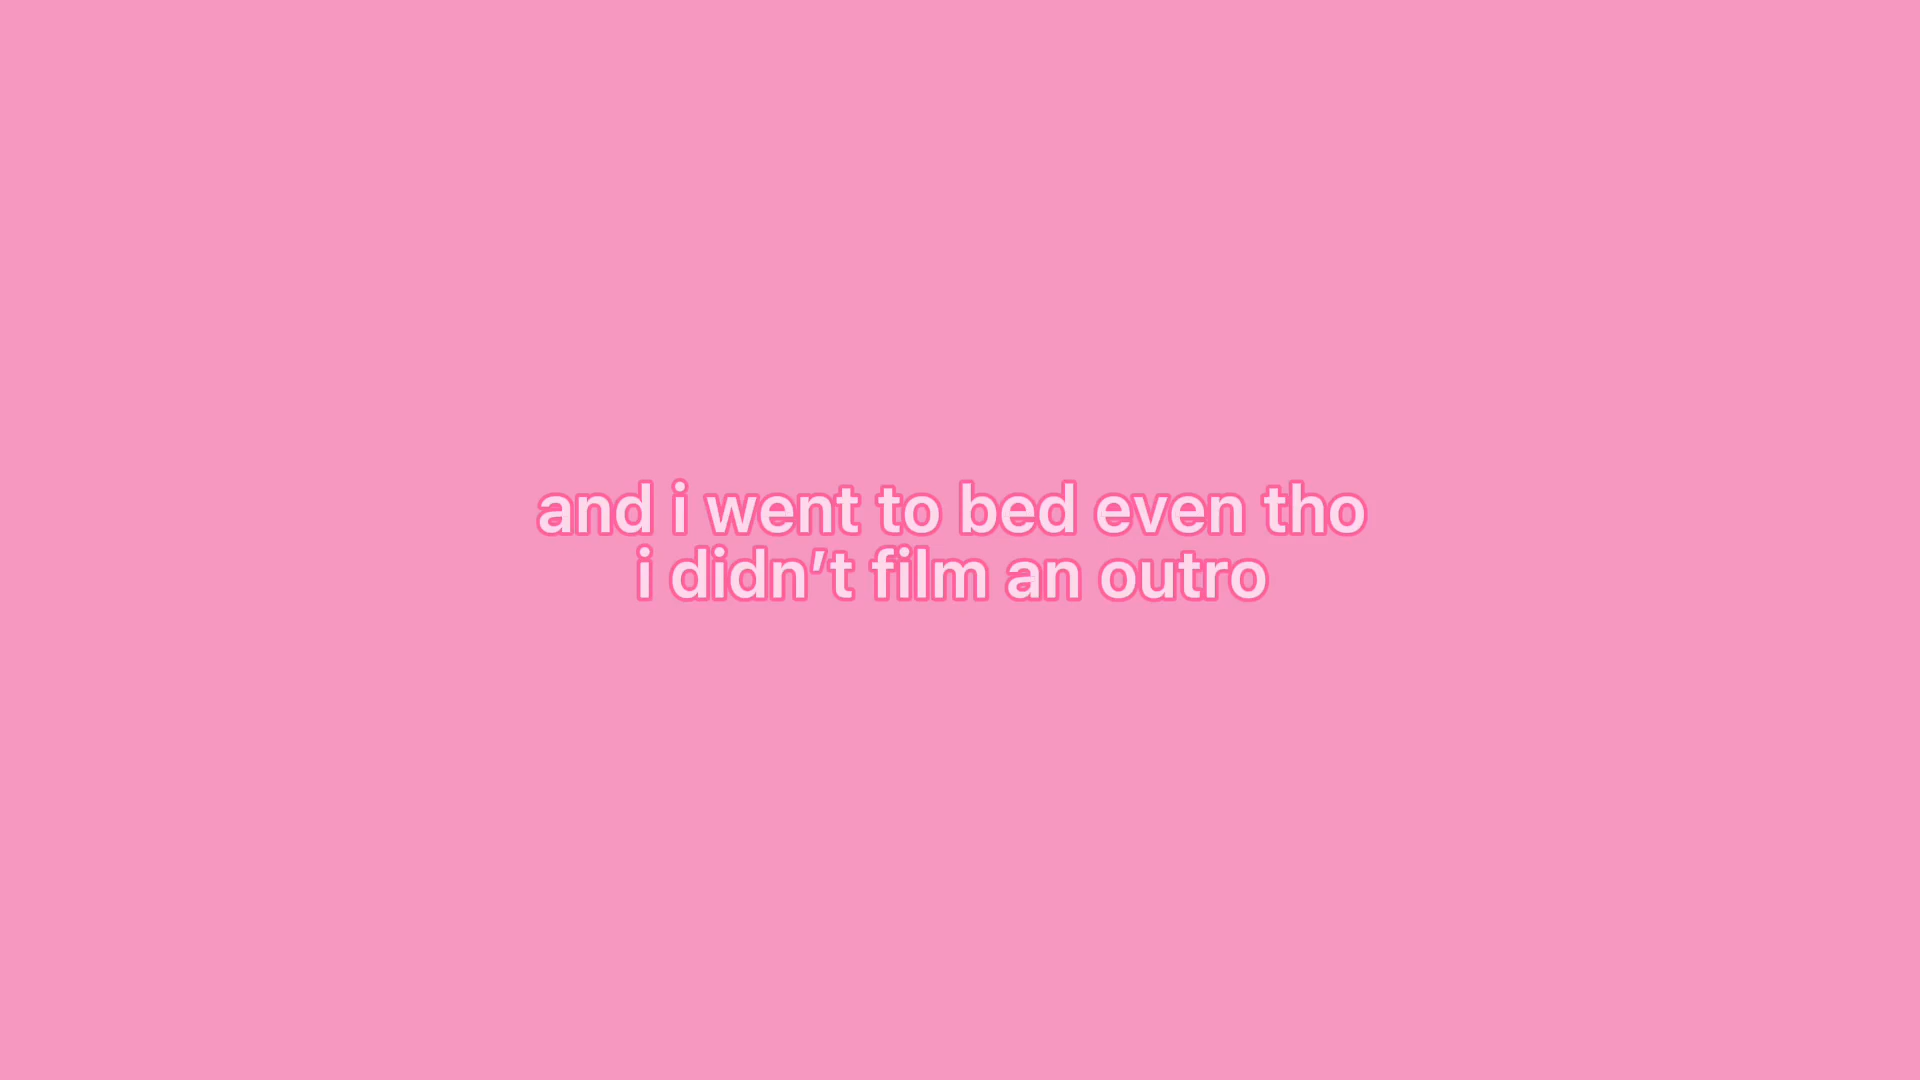 and i went to bed even tho
i didn’t film an outro